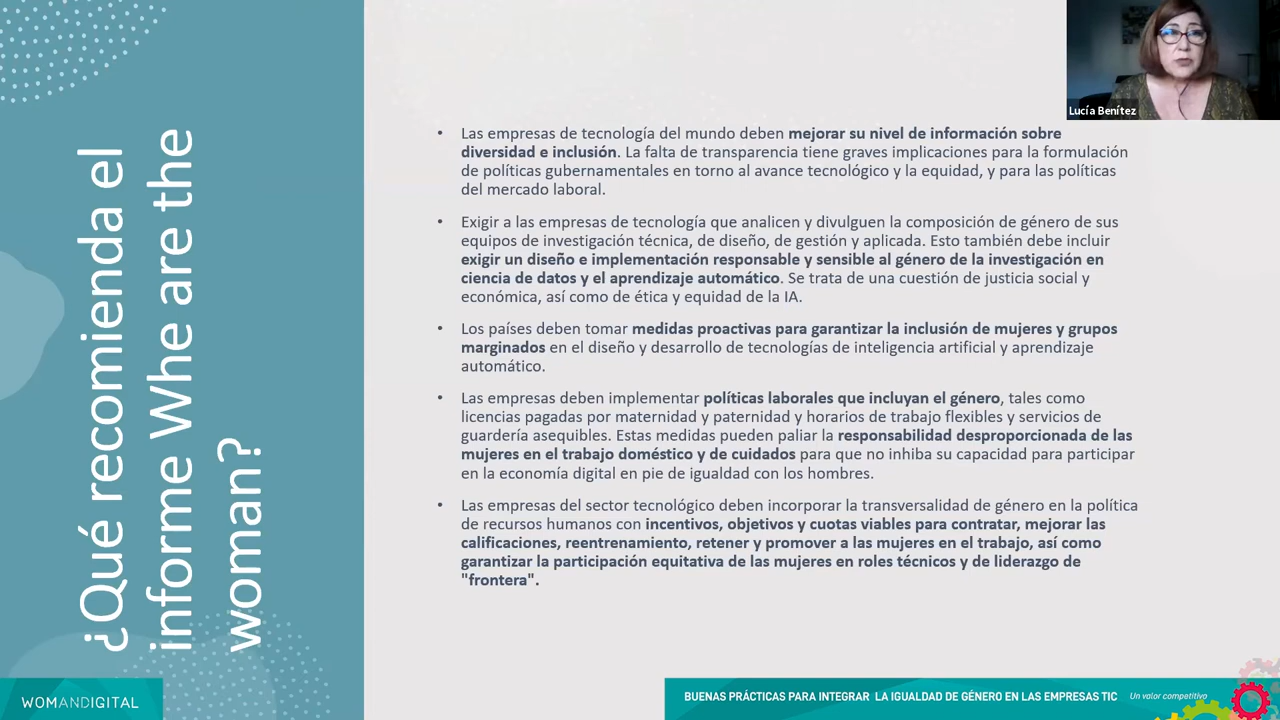 ¿Qué recomienda el
informe Whe are the
woman?
Lucía Benítez
• Las empresas de tecnología del mundo deben mejorar su nivel de información sobre
diversidad e inclusión. La falta de transparencia tiene graves implicaciones para la formulación
de políticas gubernamentales en torno al avance tecnológico y la equidad, y para las políticas
del mercado laboral.
• Exigir a las empresas de tecnología que analicen y divulguen la composición de género de sus
equipos de investigación técnica, de diseño, de gestión y aplicada. Esto también debe incluir
exigir un diseño e implementación responsable y sensible al género de la investigación en
ciencia de datos y el aprendizaje automático. Se trata de una cuestión de justicia social y
económica, así como de ética y equidad de la IA.
• Los países deben tomar medidas proactivas para garantizar la inclusión de mujeres y grupos
marginados en el diseño y desarrollo de tecnologías de inteligencia artificial y aprendizaje
automático.
• Las empresas deben implementar políticas laborales que incluyan el género, tales como
licencias pagadas por maternidad y paternidad y horarios de trabajo flexibles y servicios de
guardería asequibles. Estas medidas pueden paliar la responsabilidad desproporcionada de las
mujeres en el trabajo doméstico y de cuidados para que no inhiba su capacidad para participar
en la economía digital en pie de igualdad con los hombres.
• Las empresas del sector tecnológico deben incorporar la transversalidad de género en la política
de recursos humanos con incentivos, objetivos y cuotas viables para contratar, mejorar las
calificaciones, reentrenamiento, retener y promover a las mujeres en el trabajo, así como
garantizar la participación equitativa de las mujeres en roles técnicos y de liderazgo de
"frontera".
WOMANDIGITAL
BUENAS PRÁCTICAS PARA INTEGRAR LA IGUALDAD DE GÉNERO EN LAS EMPRESAS TIC
Un valor competitivo